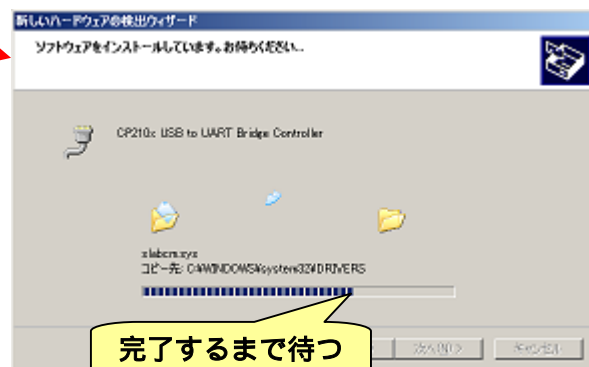 新しいハードウェアの検出ウィザード
ソフトウェアをインストールしています。お待ちください...
CP210x USB to UART Bridge Controller
slabcm.sys
コピー先: C:\WINDOWS\system32\DRIVERS
完了するまで待つ
次へ(N) >
キャンセル